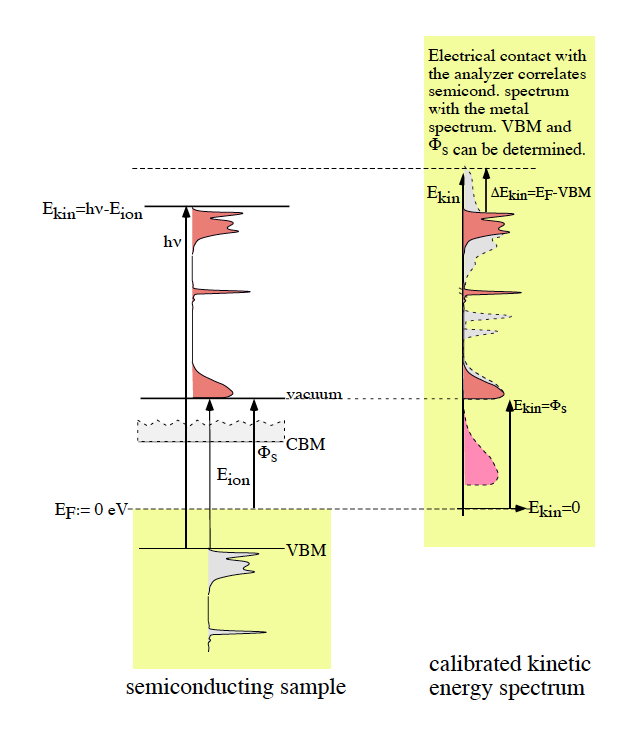 Electrical contact with
the analyzer correlates
semicond. spectrum
with the metal
spectrum. VBM and
Φs can be determined.
Ekin
ΔEkin=EF-VBM
Ekin=hν-Eion
hν
vacuum
Ekin=Φs
CBM
Φs
Eion
EF:= 0 eV
Ekin=0
VBM
semiconducting sample
calibrated kinetic
energy spectrum